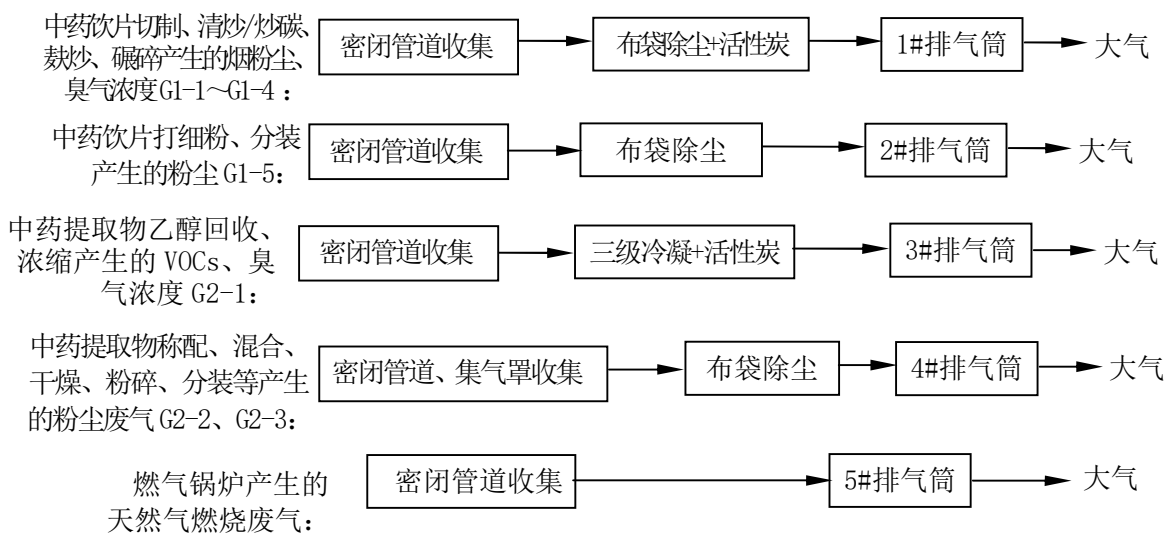 中药饮片切制、清炒/炒碳、
麸炒、碾碎产生的烟粉尘、
臭气浓度G1-1～G1-4：
密闭管道收集
布袋除尘+活性炭
1#排气筒
大气
中药饮片打细粉、分装
产生的粉尘G1-5：
密闭管道收集
布袋除尘
2#排气筒
大气
中药提取物乙醇回收、
浓缩产生的 VOCs、臭
气浓度 G2-1：
密闭管道收集
三级冷凝+活性炭
3#排气筒
大气
中药提取物称配、混合、
干燥、粉碎、分装等产生
的粉尘废气G2-2、G2-3：
密闭管道、集气罩收集
布袋除尘
4#排气筒
大气
燃气锅炉产生的
天然气燃烧废气：
密闭管道收集
5#排气筒
大气